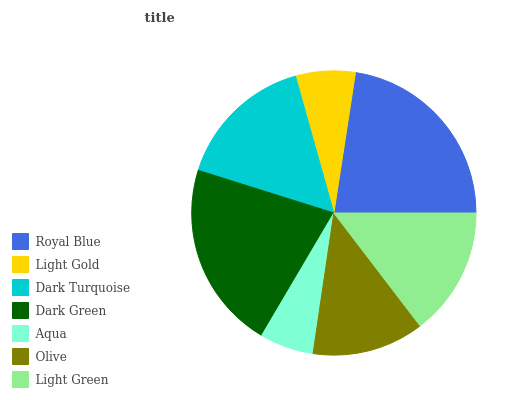 title
Royal Blue
Light Gold
Dark Turquoise
Dark Green
Aqua
Olive
Light Green